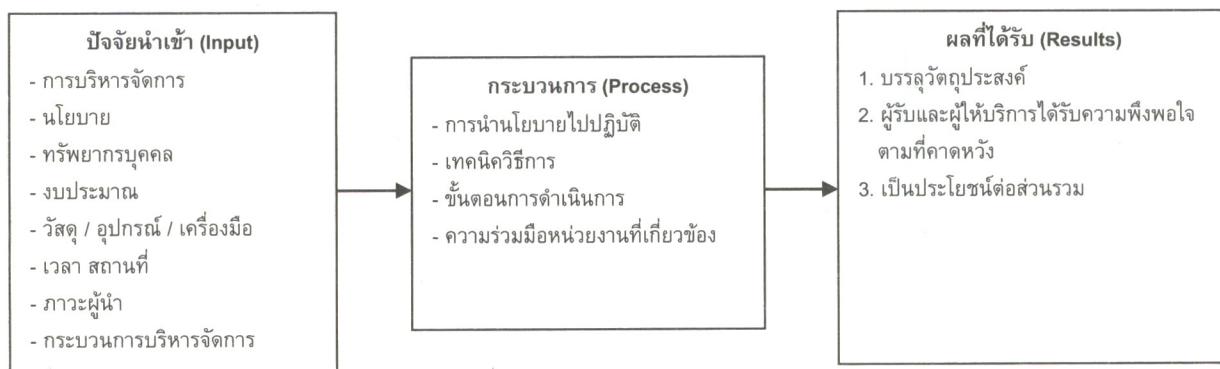 ปัจจัยนำเข้า (Input)
- การบริหารจัดการ
- นโยบาย
- ทรัพยากรบุคคล
- งบประมาณ
- วัสดุ / อุปกรณ์ / เครื่องมือ
- เวลา สถานที่
- ภาวะผู้นำ
- กระบวนการบริหารจัดการ
กระบวนการ (Process)
- การนำนโยบายไปปฏิบัติ
- เทคนิควิธีการ
- ขั้นตอนการดำเนินการ
- ความร่วมมือหน่วยงานที่เกี่ยวข้อง
ผลที่ได้รับ (Results)
1. บรรลุวัตถุประสงค์
2. ผู้รับและผู้ให้บริการได้รับความพึงพอใจ
ตามที่คาดหวัง
3. เป็นประโยชน์ต่อส่วนรวม